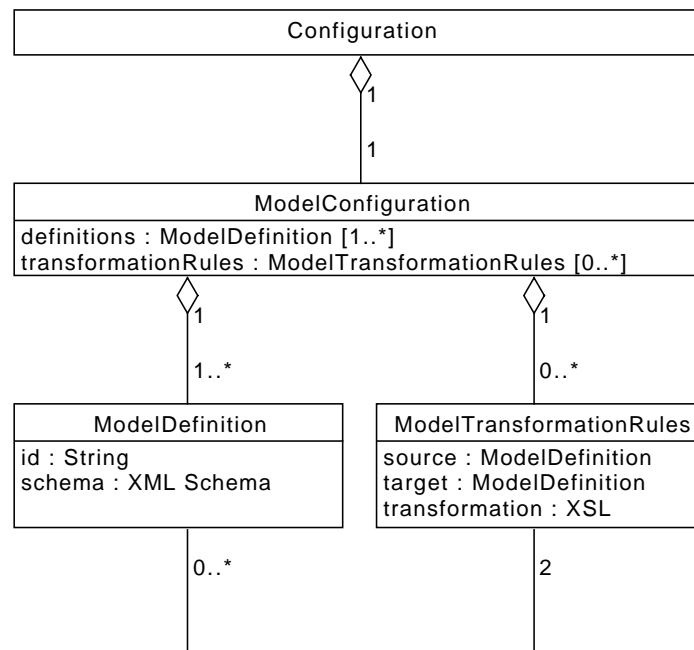 Configuration
1
1
ModelConfiguration
definitions : ModelDefinition [1..*]
transformationRules : ModelTransformationRules [0..*]
1
1
1..*
0..*
ModelDefinition
id : String
schema : XML Schema
ModelTransformationRules
source : ModelDefinition
target : ModelDefinition
transformation : XSL
0..*
2